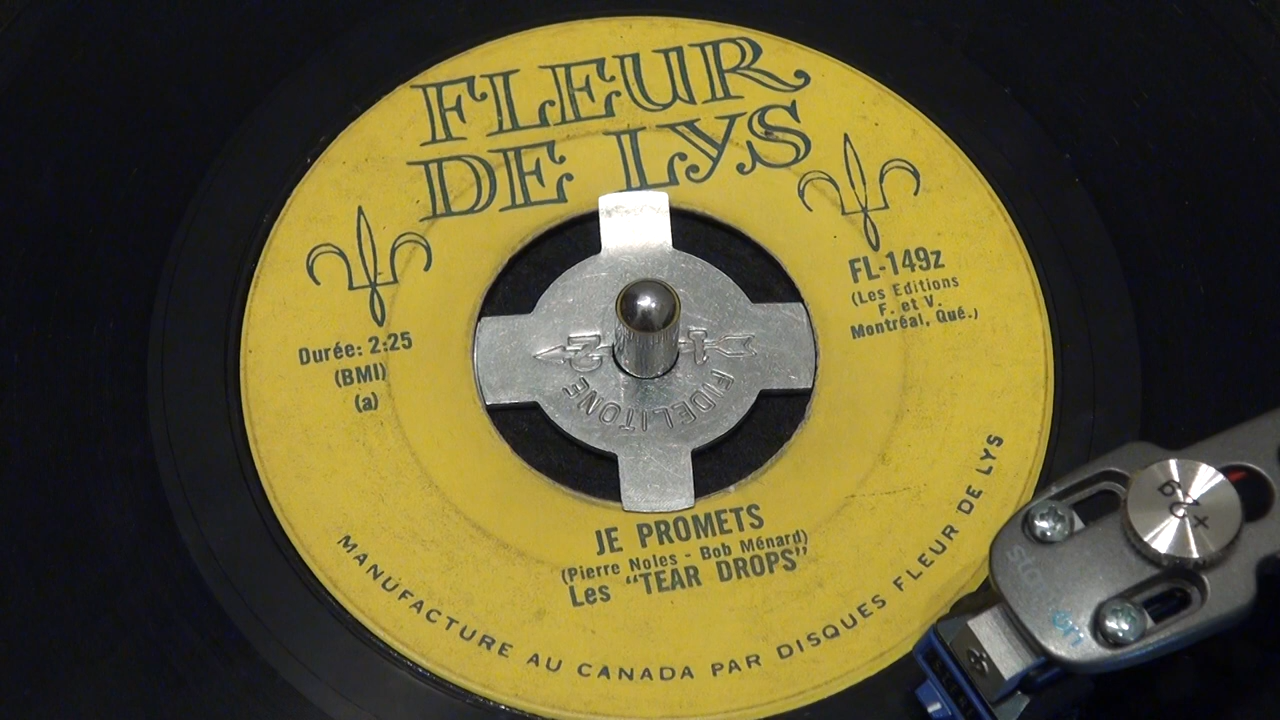 FLEUR
DE LYS
FL-149z
(Les Editions
F. et V.
Montréal, Qué.)
Durée: 2:25
(BMI)
(a)
FIDELITONE
JE PROMETS
(Pierre Noles - Bob Ménard)
Les "TEAR DROPS"
MANUFACTURE AU CANADA PAR DISQUES FLEUR DE LYS